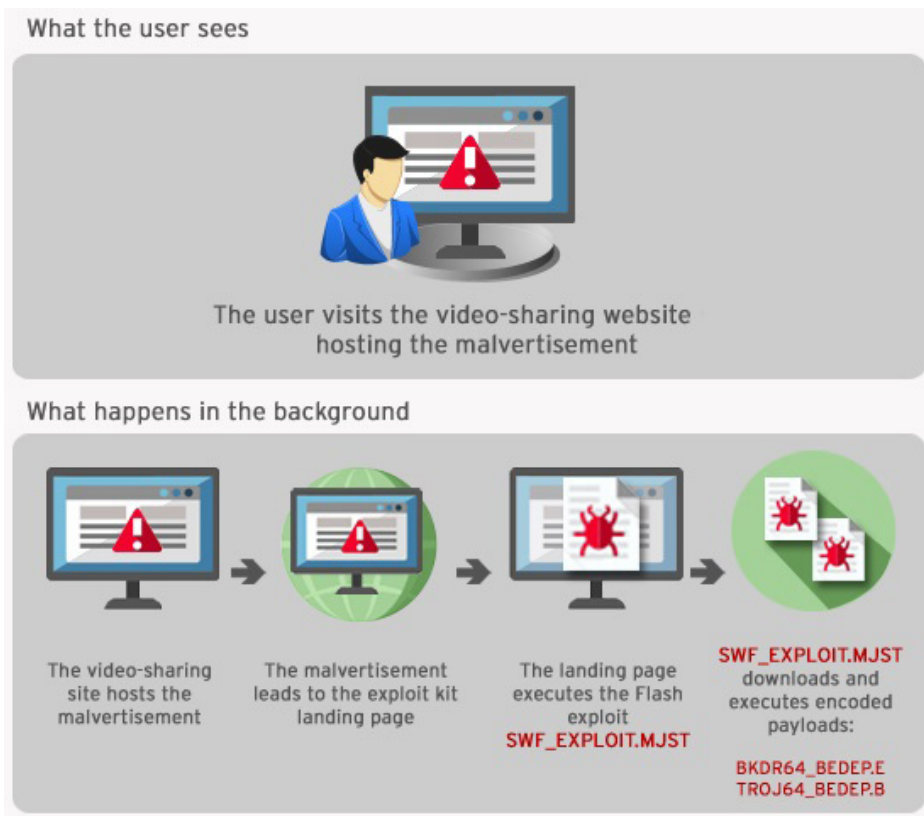 What the user sees
The user visits the video-sharing website
hosting the malvertisement
What happens in the background
The video-sharing
site hosts the
malvertisement
The malvertisement
leads to the exploit kit
landing page
The landing page
executes the Flash
exploit
SWF_EXPLOIT.MJST
SWF_EXPLOIT.MJST
downloads and
executes encoded
payloads:
BKDR64_BEDEP.E
TROJ64_BEDEP.B